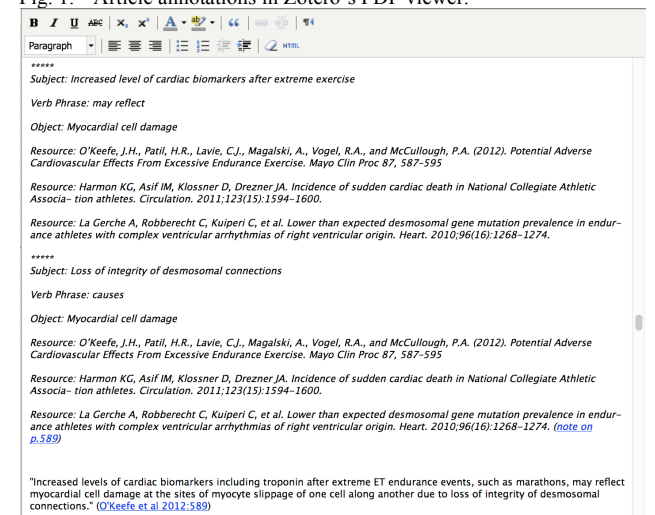 Fig. 1. Article annotations in Zotero's PDF viewer.
B I U ABC X₂ X² A ab HTML
Paragraph
*****
Subject: Increased level of cardiac biomarkers after extreme exercise
Verb Phrase: may reflect
Object: Myocardial cell damage
Resource: O'Keefe, J.H., Patil, H.R., Lavie, C.J., Magalski, A., Vogel, R.A., and McCullough, P.A. (2012). Potential Adverse
Cardiovascular Effects From Excessive Endurance Exercise. Mayo Clin Proc 87, 587–595
Resource: Harmon KG, Asif IM, Klossner D, Drezner JA. Incidence of sudden cardiac death in National Collegiate Athletic
Associa- tion athletes. Circulation. 2011;123(15):1594-1600.
Resource: La Gerche A, Robberecht C, Kuiperi C, et al. Lower than expected desmosomal gene mutation prevalence in endur-
ance athletes with complex ventricular arrhythmias of right ventricular origin. Heart. 2010;96(16):1268-1274.
*****
Subject: Loss of integrity of desmosomal connections
Verb Phrase: causes
Object: Myocardial cell damage
Resource: O'Keefe, J.H., Patil, H.R., Lavie, C.J., Magalski, A., Vogel, R.A., and McCullough, P.A. (2012). Potential Adverse
Cardiovascular Effects From Excessive Endurance Exercise. Mayo Clin Proc 87, 587–595
Resource: Harmon KG, Asif IM, Klossner D, Drezner JA. Incidence of sudden cardiac death in National Collegiate Athletic
Associa- tion athletes. Circulation. 2011;123(15):1594-1600.
Resource: La Gerche A, Robberecht C, Kuiperi C, et al. Lower than expected desmosomal gene mutation prevalence in endur-
ance athletes with complex ventricular arrhythmias of right ventricular origin. Heart. 2010;96(16):1268-1274. (note on
p.589)
"Increased levels of cardiac biomarkers including troponin after extreme ET endurance events, such as marathons, may reflect
myocardial cell damage at the sites of myocyte slippage of one cell along another due to loss of integrity of desmosomal
connections." (O'Keefe et al 2012:589)